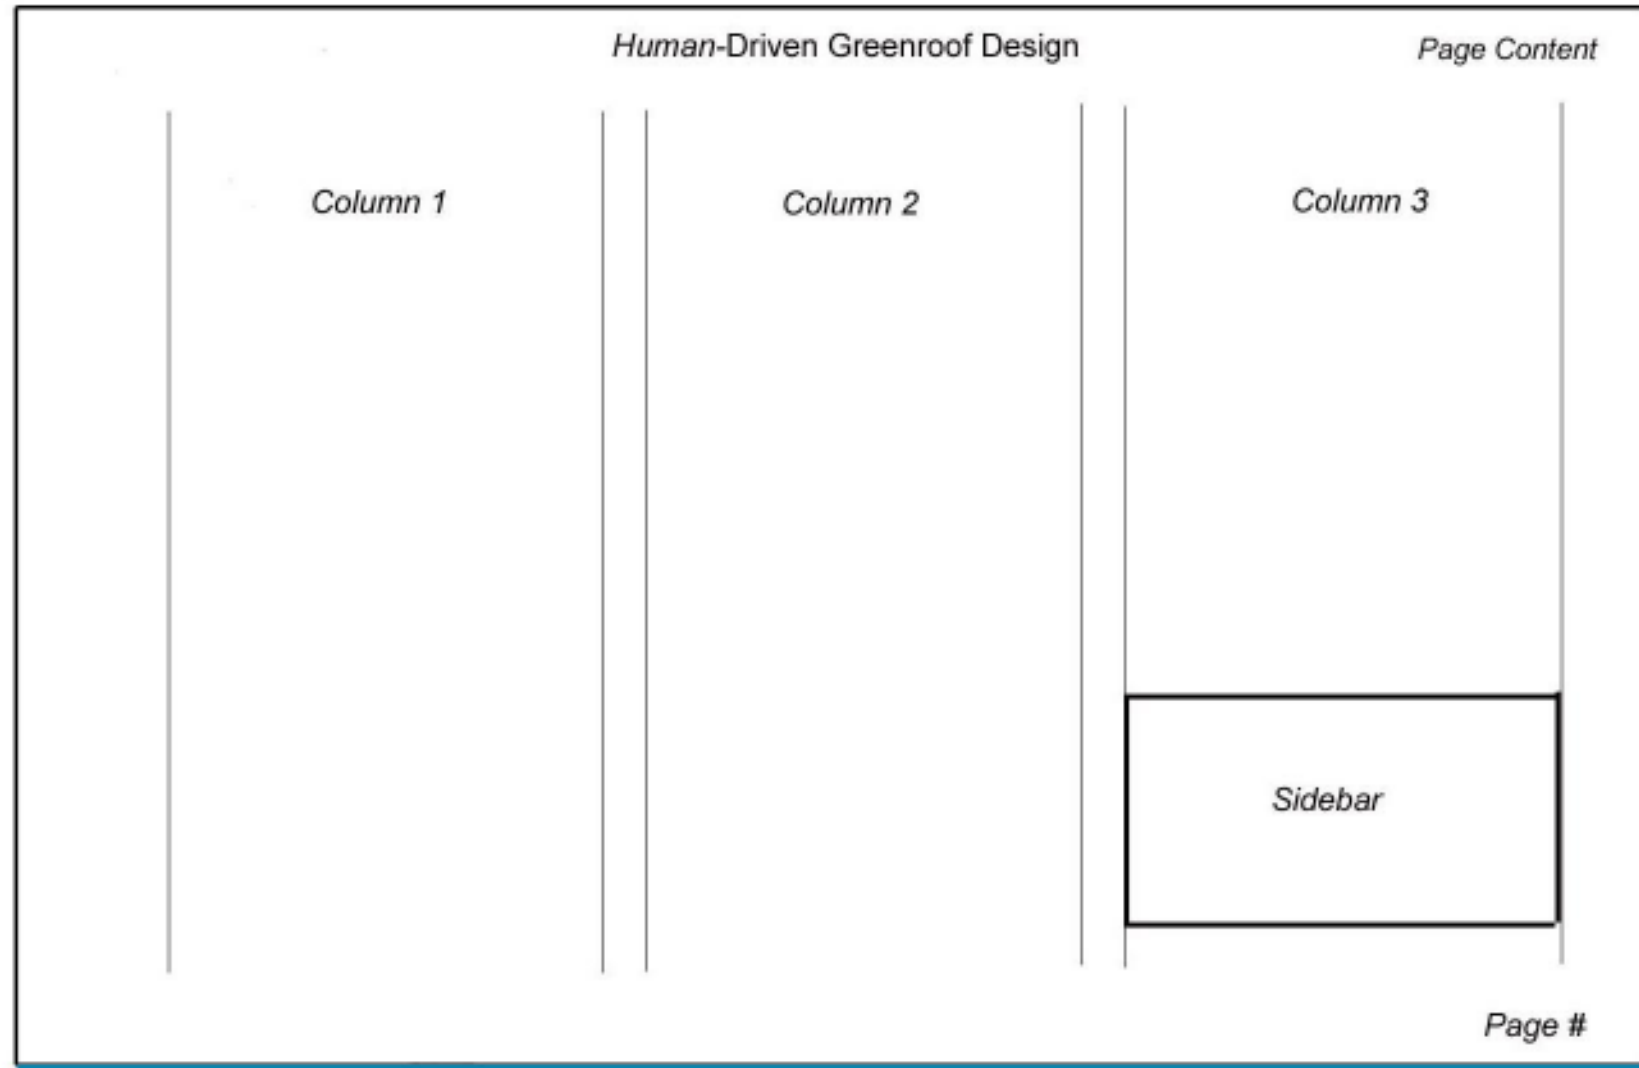 Human-Driven Greenroof Design
Page Content
Column 1
Column 2
Column 3
Sidebar
Page #